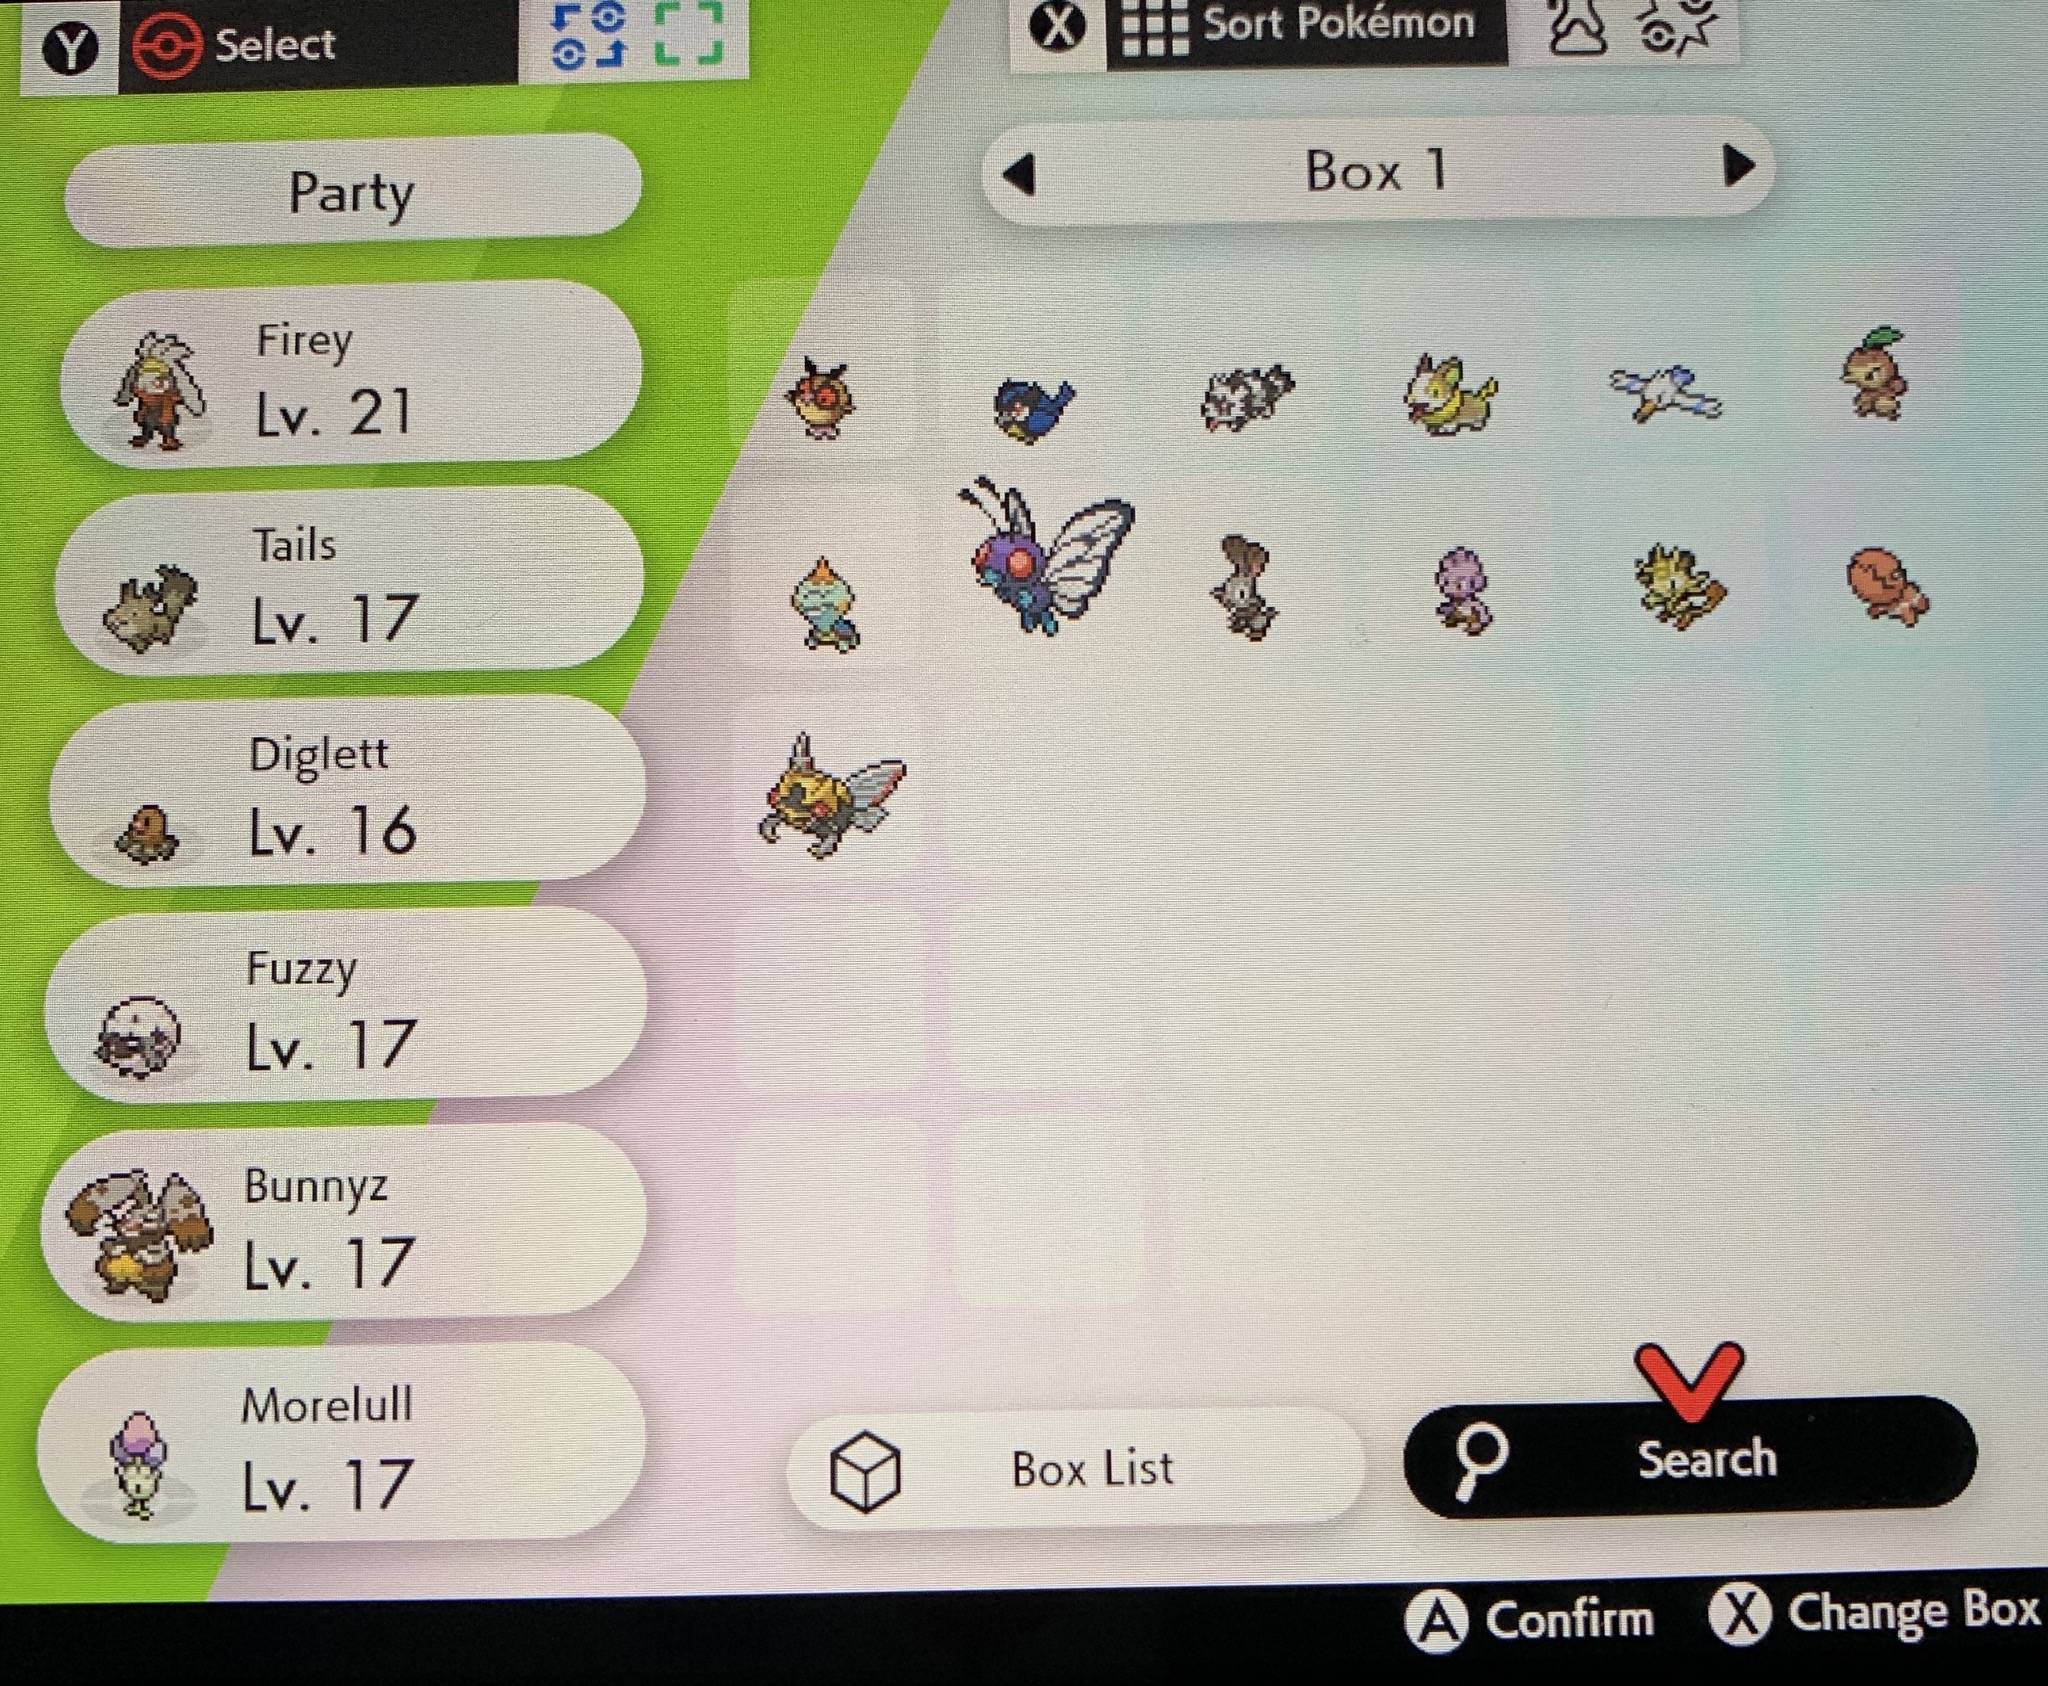 Y Select
X Sort Pokémon
Party
Box 1
Firey
Lv. 21
Tails
Lv. 17
Diglett
Lv. 16
Fuzzy
Lv. 17
Bunnyz
Lv. 17
Morelull
Lv. 17
Box List
Search
A Confirm X Change Box